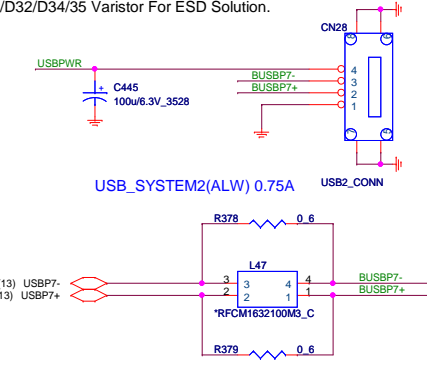 /D32/D34/35 Varistor For ESD Solution.
CN28
USBPWR
BUSBP7-
BUSBP7+
4
3
2
1
+
C445
100u/6.3V_3528
USB_SYSTEM2(ALW) 0.75A
USB2_CONN
R378 0_6
L47
13) USBP7-
13) USBP7+
3 3 4 4
2 2 1 1
BUSBP7-
BUSBP7+
*RFCM1632100M3_C
R379 0_6